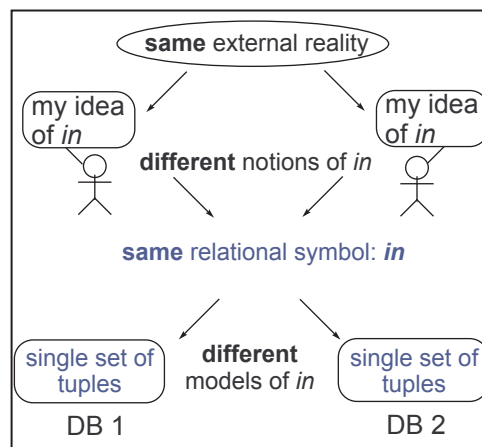 same external reality
my idea
of in
my idea
of in
different notions of in
same relational symbol: in
single set of
tuples
different
models of in
single set of
tuples
DB 1
DB 2